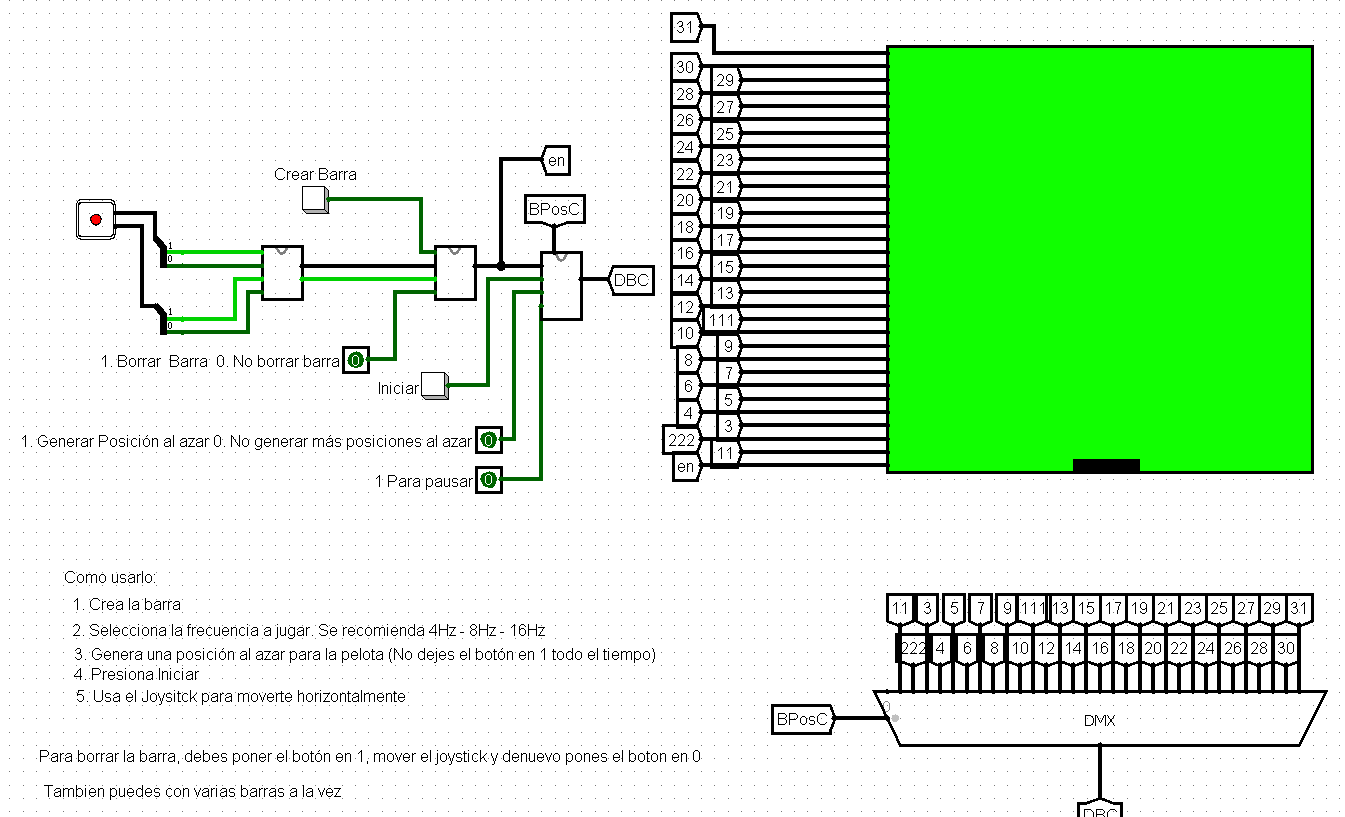 31
30
29
28
27
26
25
24
23
22
21
20
19
18
17
16
15
14
13
12
111
10
9
8
7
6
5
4
3
222
11
en
en
Crear Barra
BPosC
1
0
DBC
1
0
1. Borrar Barra 0. No borrar barra 0
Iniciar
1. Generar Posición al azar 0. No generar más posiciones al azar 0
1 Para pausar 0
Como usarlo:
1. Crea la barra
2. Selecciona la frecuencia a jugar. Se recomienda 4Hz - 8Hz - 16Hz
3. Genera una posición al azar para la pelota (No dejes el botón en 1 todo el tiempo)
4. Presiona Iniciar
5. Usa el Joysitck para moverte horizontalmente
Para borrar la barra, debes poner el botón en 1, mover el joystick y denuevo pones el boton en 0
Tambien puedes con varias barras a la vez
11 3 5 7 9 111 13 15 17 19 21 23 25 27 29 31
222 4 6 8 10 12 14 16 18 20 22 24 26 28 30
0
BPosC
DMX
DBC